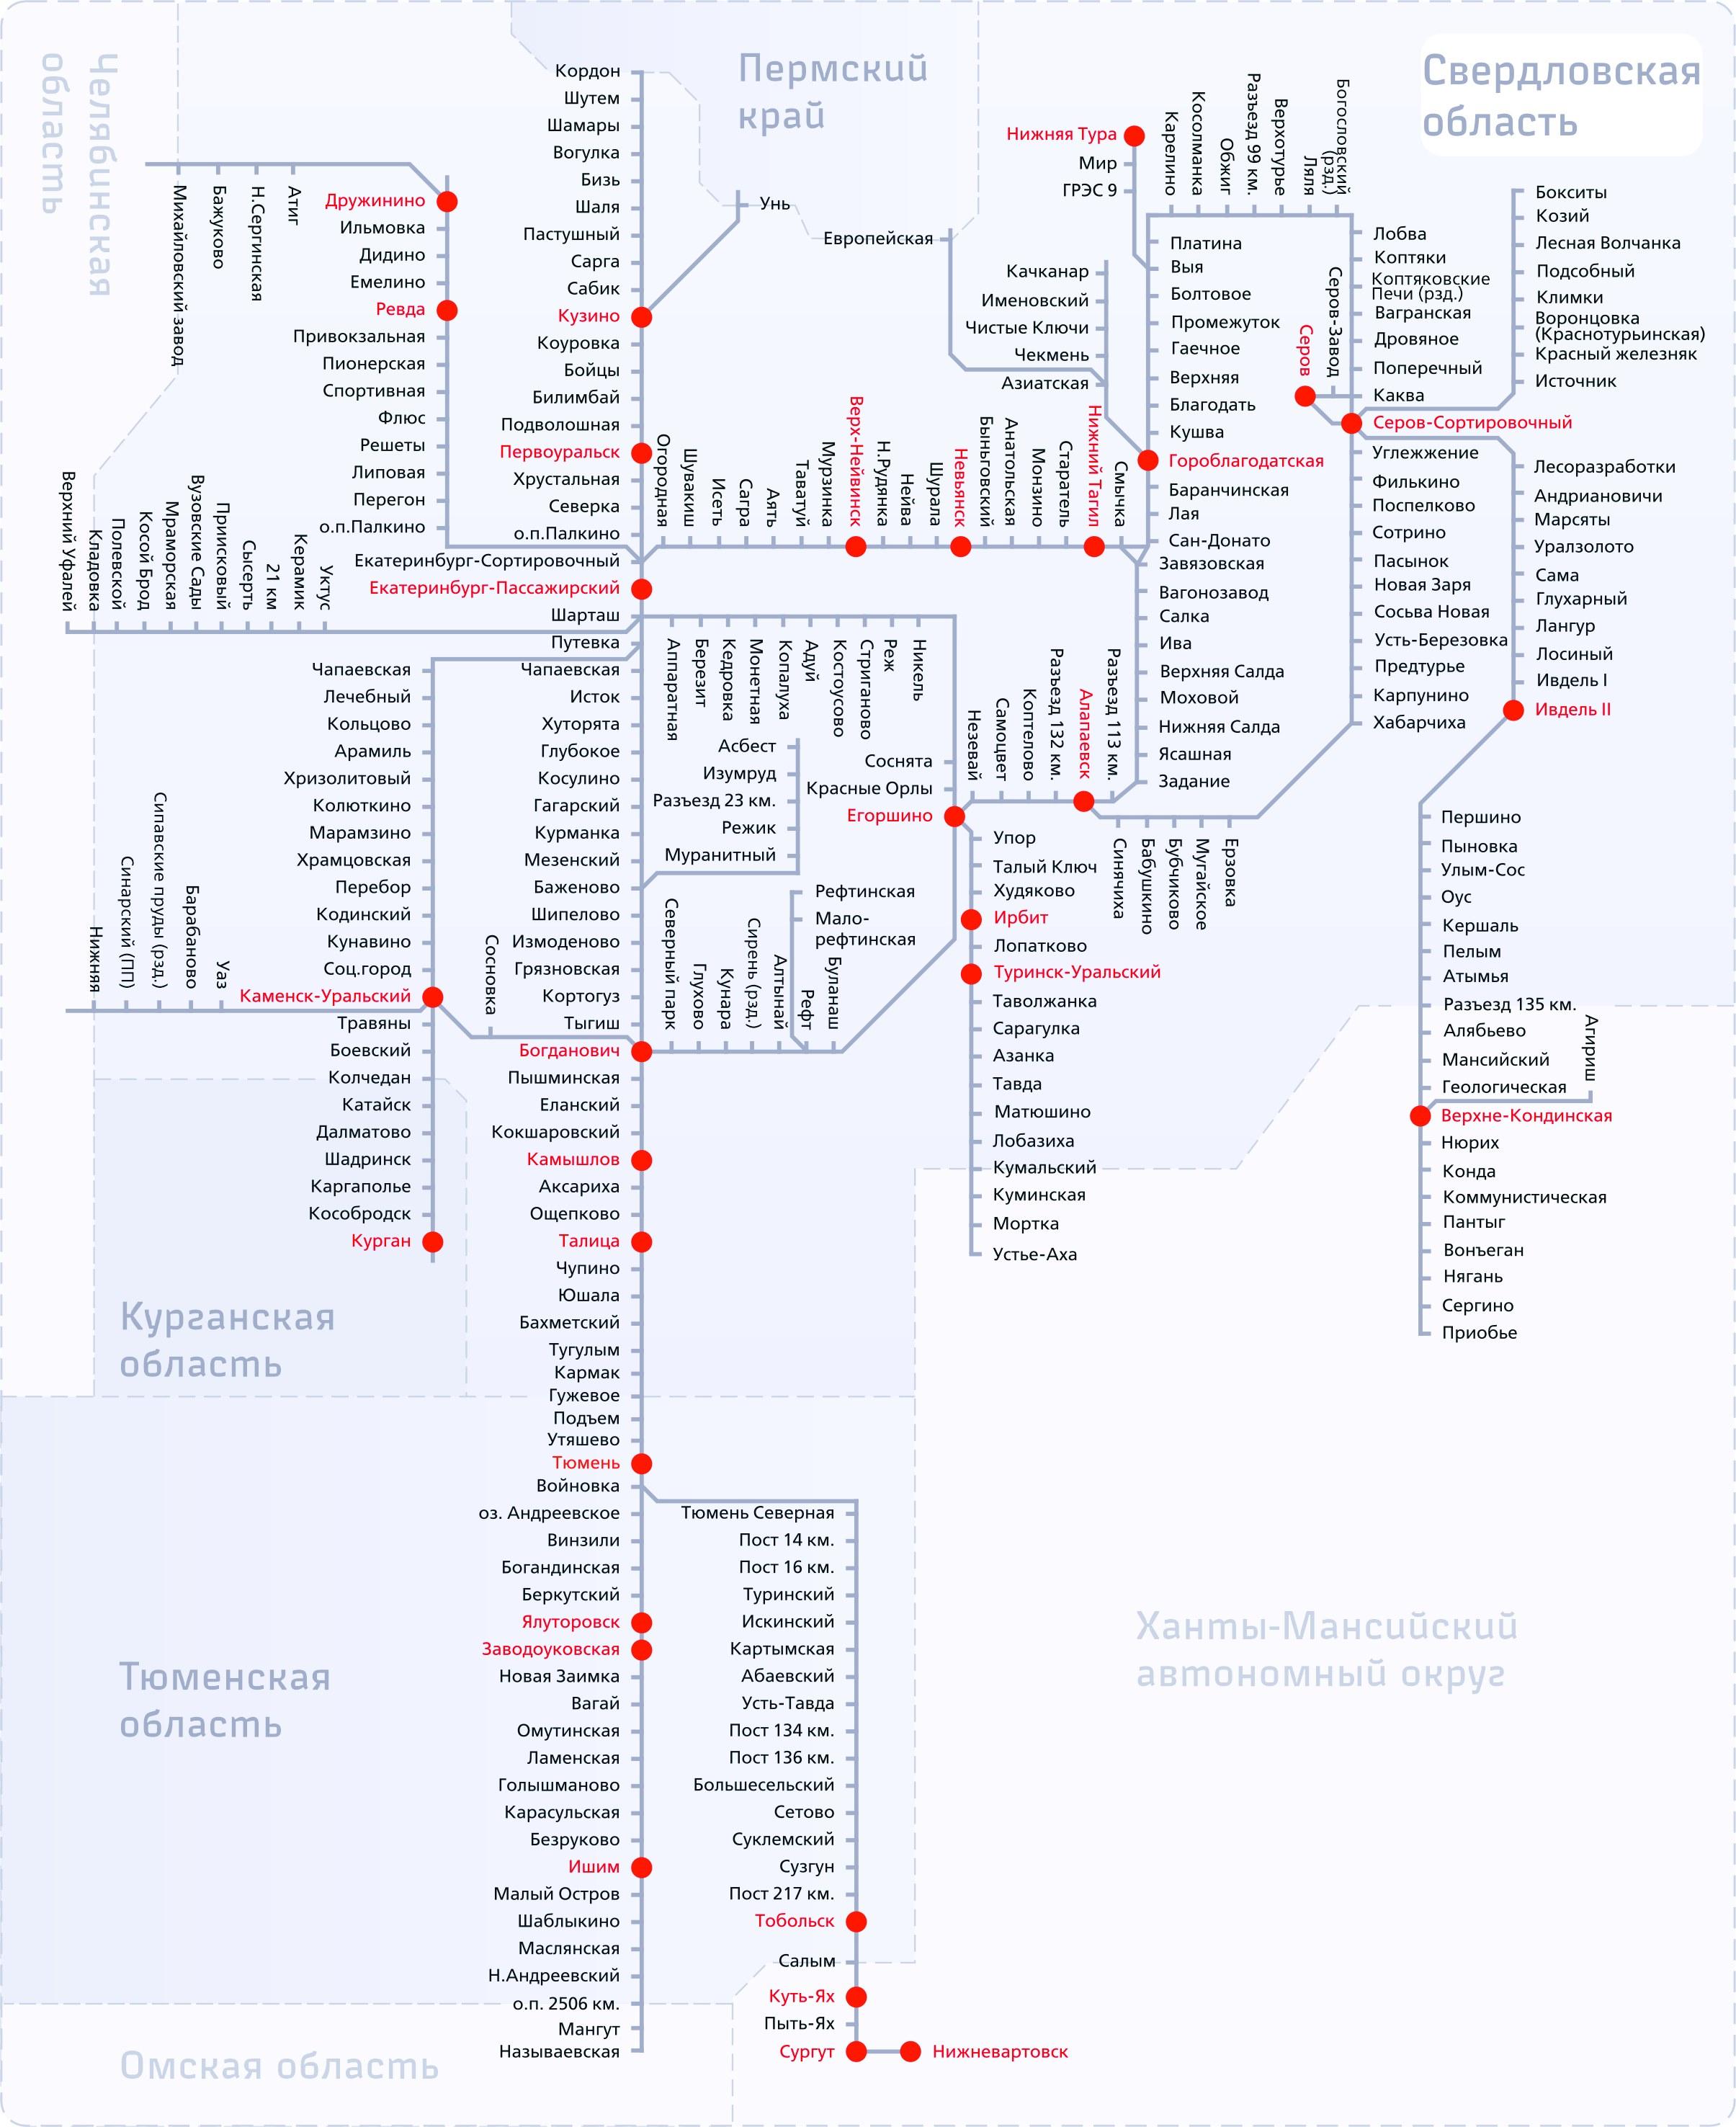 Челябинская
область
Пермский
край
Свердловская
область
Кордон
Шутем
Шамары
Вогулка
Бизь
Шаля
Пастушный
Сарга
Сабик
Кузино
Коуровка
Бойцы
Билимбай
Подволошная
Первоуральск
Хрустальная
Северка
о.п.Палкино
Екатеринбург-Сортировочный
Екатеринбург-Пассажирский
Шарташ
Путевка
Унь
Михайловский завод
Бажуково
Н.Сергинская
Атиг
Дружинино
Ильмовка
Дидино
Емелино
Ревда
Привокзальная
Пионерская
Спортивная
Флюс
Решеты
Липовая
Перегон
о.п.Палкино
Верхний Уфалей
Кладовка
Полевской
Косой Брод
Мраморская
Вузовские Сады
Приисковый
Сысерть
21 км
Керамик
Уктус
Огородная
Шувакиш
Исеть
Сагра
Аять
Таватуй
Мурзинка
Верх-Нейвинск
Н.Рудянка
Нейва
Шурала
Невьянск
Быньговский
Анатольская
Монзино
Старатель
Нижний Тагил
Смычка
Европейская
Качканар
Именовский
Чистые Ключи
Чекмень
Азиатская
Нижняя Тура
Мир
ГРЭС 9
Карелино
Косолманка
Обжиг
Разъезд 99 км.
Верхотурье
Ляля
Богословский
(рзд.)
Платина
Выя
Болтовое
Промежуток
Гаечное
Верхняя
Благодать
Кушва
Гороблагодатская
Баранчинская
Лая
Сан-Донато
Завязовская
Вагонозавод
Салка
Ива
Верхняя Салда
Моховой
Нижняя Салда
Ясашная
Задание
Лобва
Коптяки
Коптяковские
Печи (рзд.)
Вагранская
Дровяное
Поперечный
Каква
Серов
Серов-Завод
Серов-Сортировочный
Бокситы
Козий
Лесная Волчанка
Подсобный
Климки
Воронцовка
(Краснотурьинская)
Красный железняк
Источник
Углежжение
Филькино
Поспелково
Сотрино
Пасынок
Новая Заря
Сосьва Новая
Усть-Березовка
Предтурье
Карпунино
Хабарчиха
Лесоразработки
Андриановичи
Марсяты
Уралзолото
Сама
Глухарный
Лангур
Лосиный
Ивдель I
Ивдель II
Першино
Пыновка
Улым-Сос
Оус
Кершаль
Пелым
Атымья
Разъезд 135 км.
Алябьево
Мансийский
Геологическая
Агириш
Верхне-Кондинская
Нюрих
Конда
Коммунистическая
Пантыг
Вонъеган
Нягань
Сергино
Приобье
Аппаратная
Березит
Кедровка
Монетная
Копалуха
Адуй
Костоусово
Стриганово
Реж
Никель
Соснята
Красные Орлы
Егоршино
Незевай
Самоцвет
Коптелово
Разъезд 132 км.
Алапаевск
Разъезд 113 км.
Синячиха
Бабушкино
Бубчиково
Мугайское
Ерзовка
Упор
Талый Ключ
Худяково
Ирбит
Лопатково
Туринск-Уральский
Таволжанка
Сарагулка
Азанка
Тавда
Матюшино
Лобазиха
Кумальский
Куминская
Мортка
Устье-Аха
Чапаевская
Лечебный
Кольцово
Арамиль
Хризолитовый
Колюткино
Марамзино
Храмцовская
Перебор
Кодинский
Кунавино
Соц.город
Каменск-Уральский
Травяны
Боевский
Колчедан
Катайск
Далматово
Шадринск
Каргаполье
Кособродск
Курган
Нижняя
Синарский (ПП)
Сипавские пруды (рзд.)
Барабаново
Уаз
Сосновка
Чапаевская
Исток
Хуторята
Глубокое
Косулино
Гагарский
Курманка
Мезенский
Баженово
Шипелово
Измоденово
Грязновская
Кортогуз
Тыгиш
Богданович
Пышминская
Еланский
Кокшаровский
Камышлов
Аксариха
Ощепково
Талица
Чупино
Юшала
Бахметский
Тугулым
Кармак
Гужевое
Подъем
Утяшево
Тюмень
Войновка
оз. Андреевское
Винзили
Богандинская
Беркутский
Ялуторовск
Заводоуковская
Новая Заимка
Вагай
Омутинская
Ламенская
Голышманово
Карасульская
Безруково
Ишим
Малый Остров
Шаблыкино
Маслянская
Н.Андреевский
о.п. 2506 км.
Мангут
Называевская
Асбест
Изумруд
Разъезд 23 км.
Режик
Муранитный
Рефтинская
Мало-
рефтинская
Северный парк
Глухово
Кунара
Сирень (рзд.)
Алтынай
Рефт
Буланаш
Тюмень Северная
Пост 14 км.
Пост 16 км.
Туринский
Искинский
Картымская
Абаевский
Усть-Тавда
Пост 134 км.
Пост 136 км.
Большесельский
Сетово
Суклемский
Сузгун
Пост 217 км.
Тобольск
Салым
Куть-Ях
Пыть-Ях
Сургут
Нижневартовск
Курганская
область
Тюменская
область
Ханты-Мансийский
автономный округ
Омская область